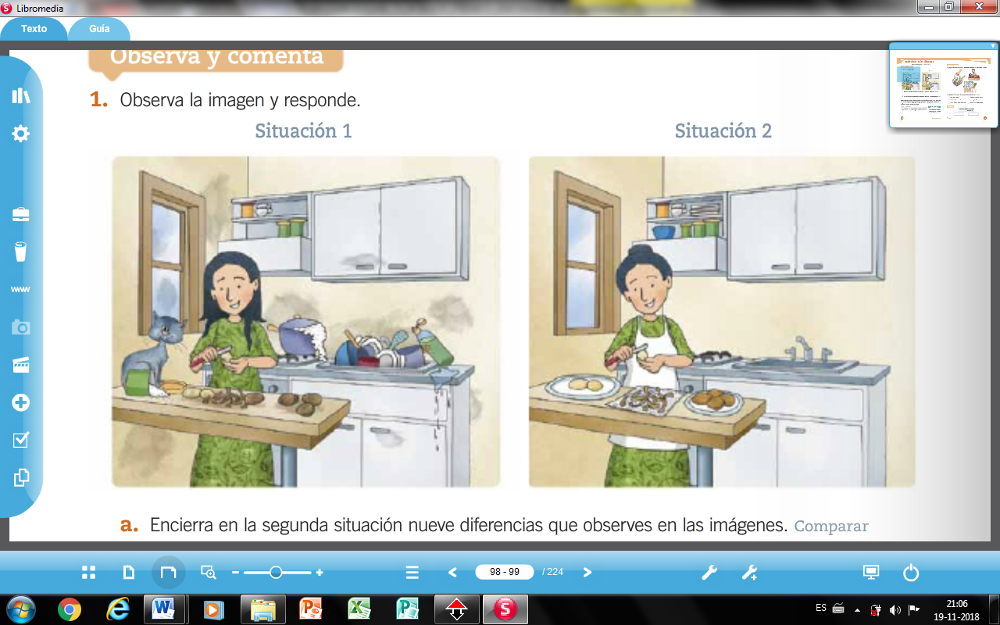 Libromedia
Texto
Guía
Observa y comenta
1. Observa la imagen y responde.
Situación 1
Situación 2
a. Encierra en la segunda situación nueve diferencias que observes en las imágenes. Comparar
www
98 - 99
/ 224
ES
21:06
19-11-2018